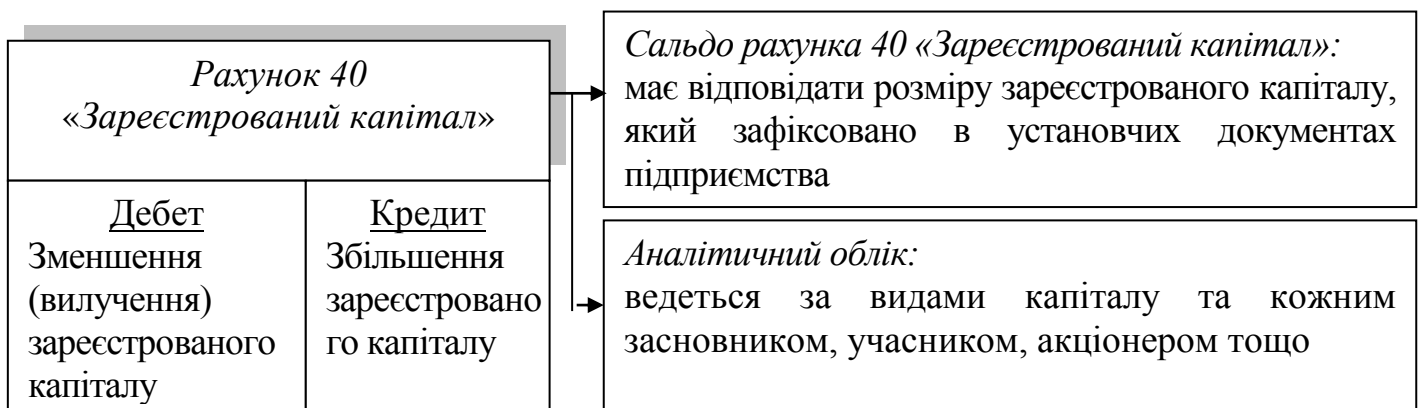 Рахунок 40
«Зареєстрований капітал»
Дебет
Зменшення
(вилучення)
зареєстрованого
капіталу
Кредит
Збільшення
зареєстровано
го капіталу
Сальдо рахунка 40 «Зареєстрований капітал»:
має відповідати розміру зареєстрованого капіталу,
який зафіксовано в установчих документах
підприємства
Аналітичний облік:
ведеться за видами капіталу та кожним
засновником, учасником, акціонером тощо